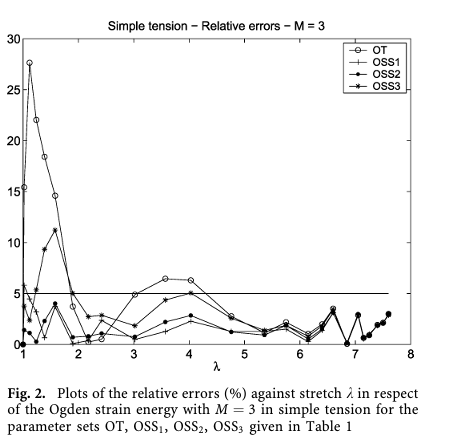 Simple tension − Relative errors − M = 3
30
25
20
15
10
5
0
1
2
3
4
5
6
7
8
λ
OT
OSS1
OSS2
OSS3
Fig. 2. Plots of the relative errors (%) against stretch λ in respect
of the Ogden strain energy with M = 3 in simple tension for the
parameter sets OT, OSS₁, OSS₂, OSS₃ given in Table 1